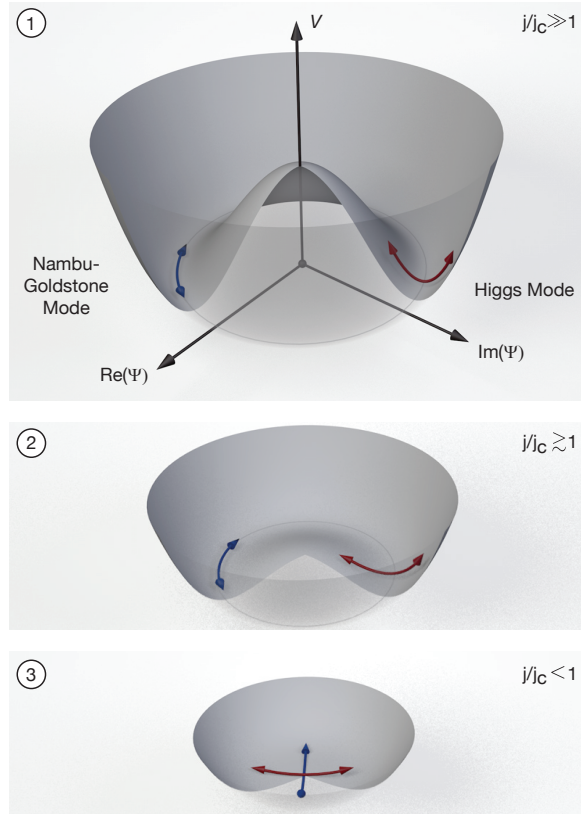 1
V
j/jc≫1
Nambu-
Goldstone
Mode
Higgs Mode
Re(Ψ)
Im(Ψ)
2
j/jc≳1
3
j/jc<1